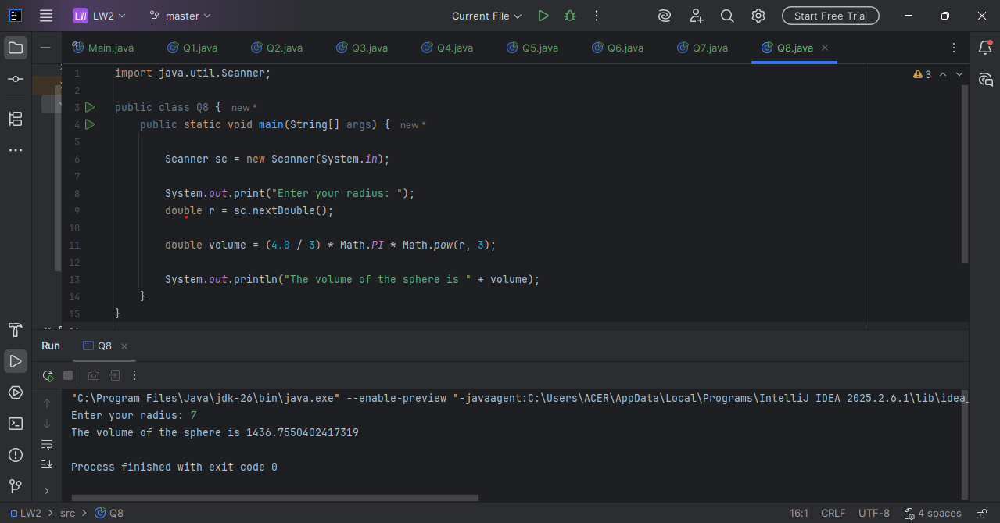 LW LW2 master Current File Start Free Trial
Main.java Q1.java Q2.java Q3.java Q4.java Q5.java Q6.java Q7.java Q8.java
1 import java.util.Scanner; 3
2
3 public class Q8 { new *
4 public static void main(String[] args) { new *
5
6 Scanner sc = new Scanner(System.in);
7
8 System.out.print("Enter your radius: ");
9 double r = sc.nextDouble();
10
11 double volume = (4.0 / 3) * Math.PI * Math.pow(r, 3);
12
13 System.out.println("The volume of the sphere is " + volume);
14 }
15 }
Run Q8
"C:\Program Files\Java\jdk-26\bin\java.exe" --enable-preview "-javaagent:C:\Users\ACER\AppData\Local\Programs\IntelliJ IDEA 2025.2.6.1\lib\idea_
Enter your radius: 7
The volume of the sphere is 1436.7550402417319
Process finished with exit code 0
LW2 src Q8 16:1 CRLF UTF-8 4 spaces